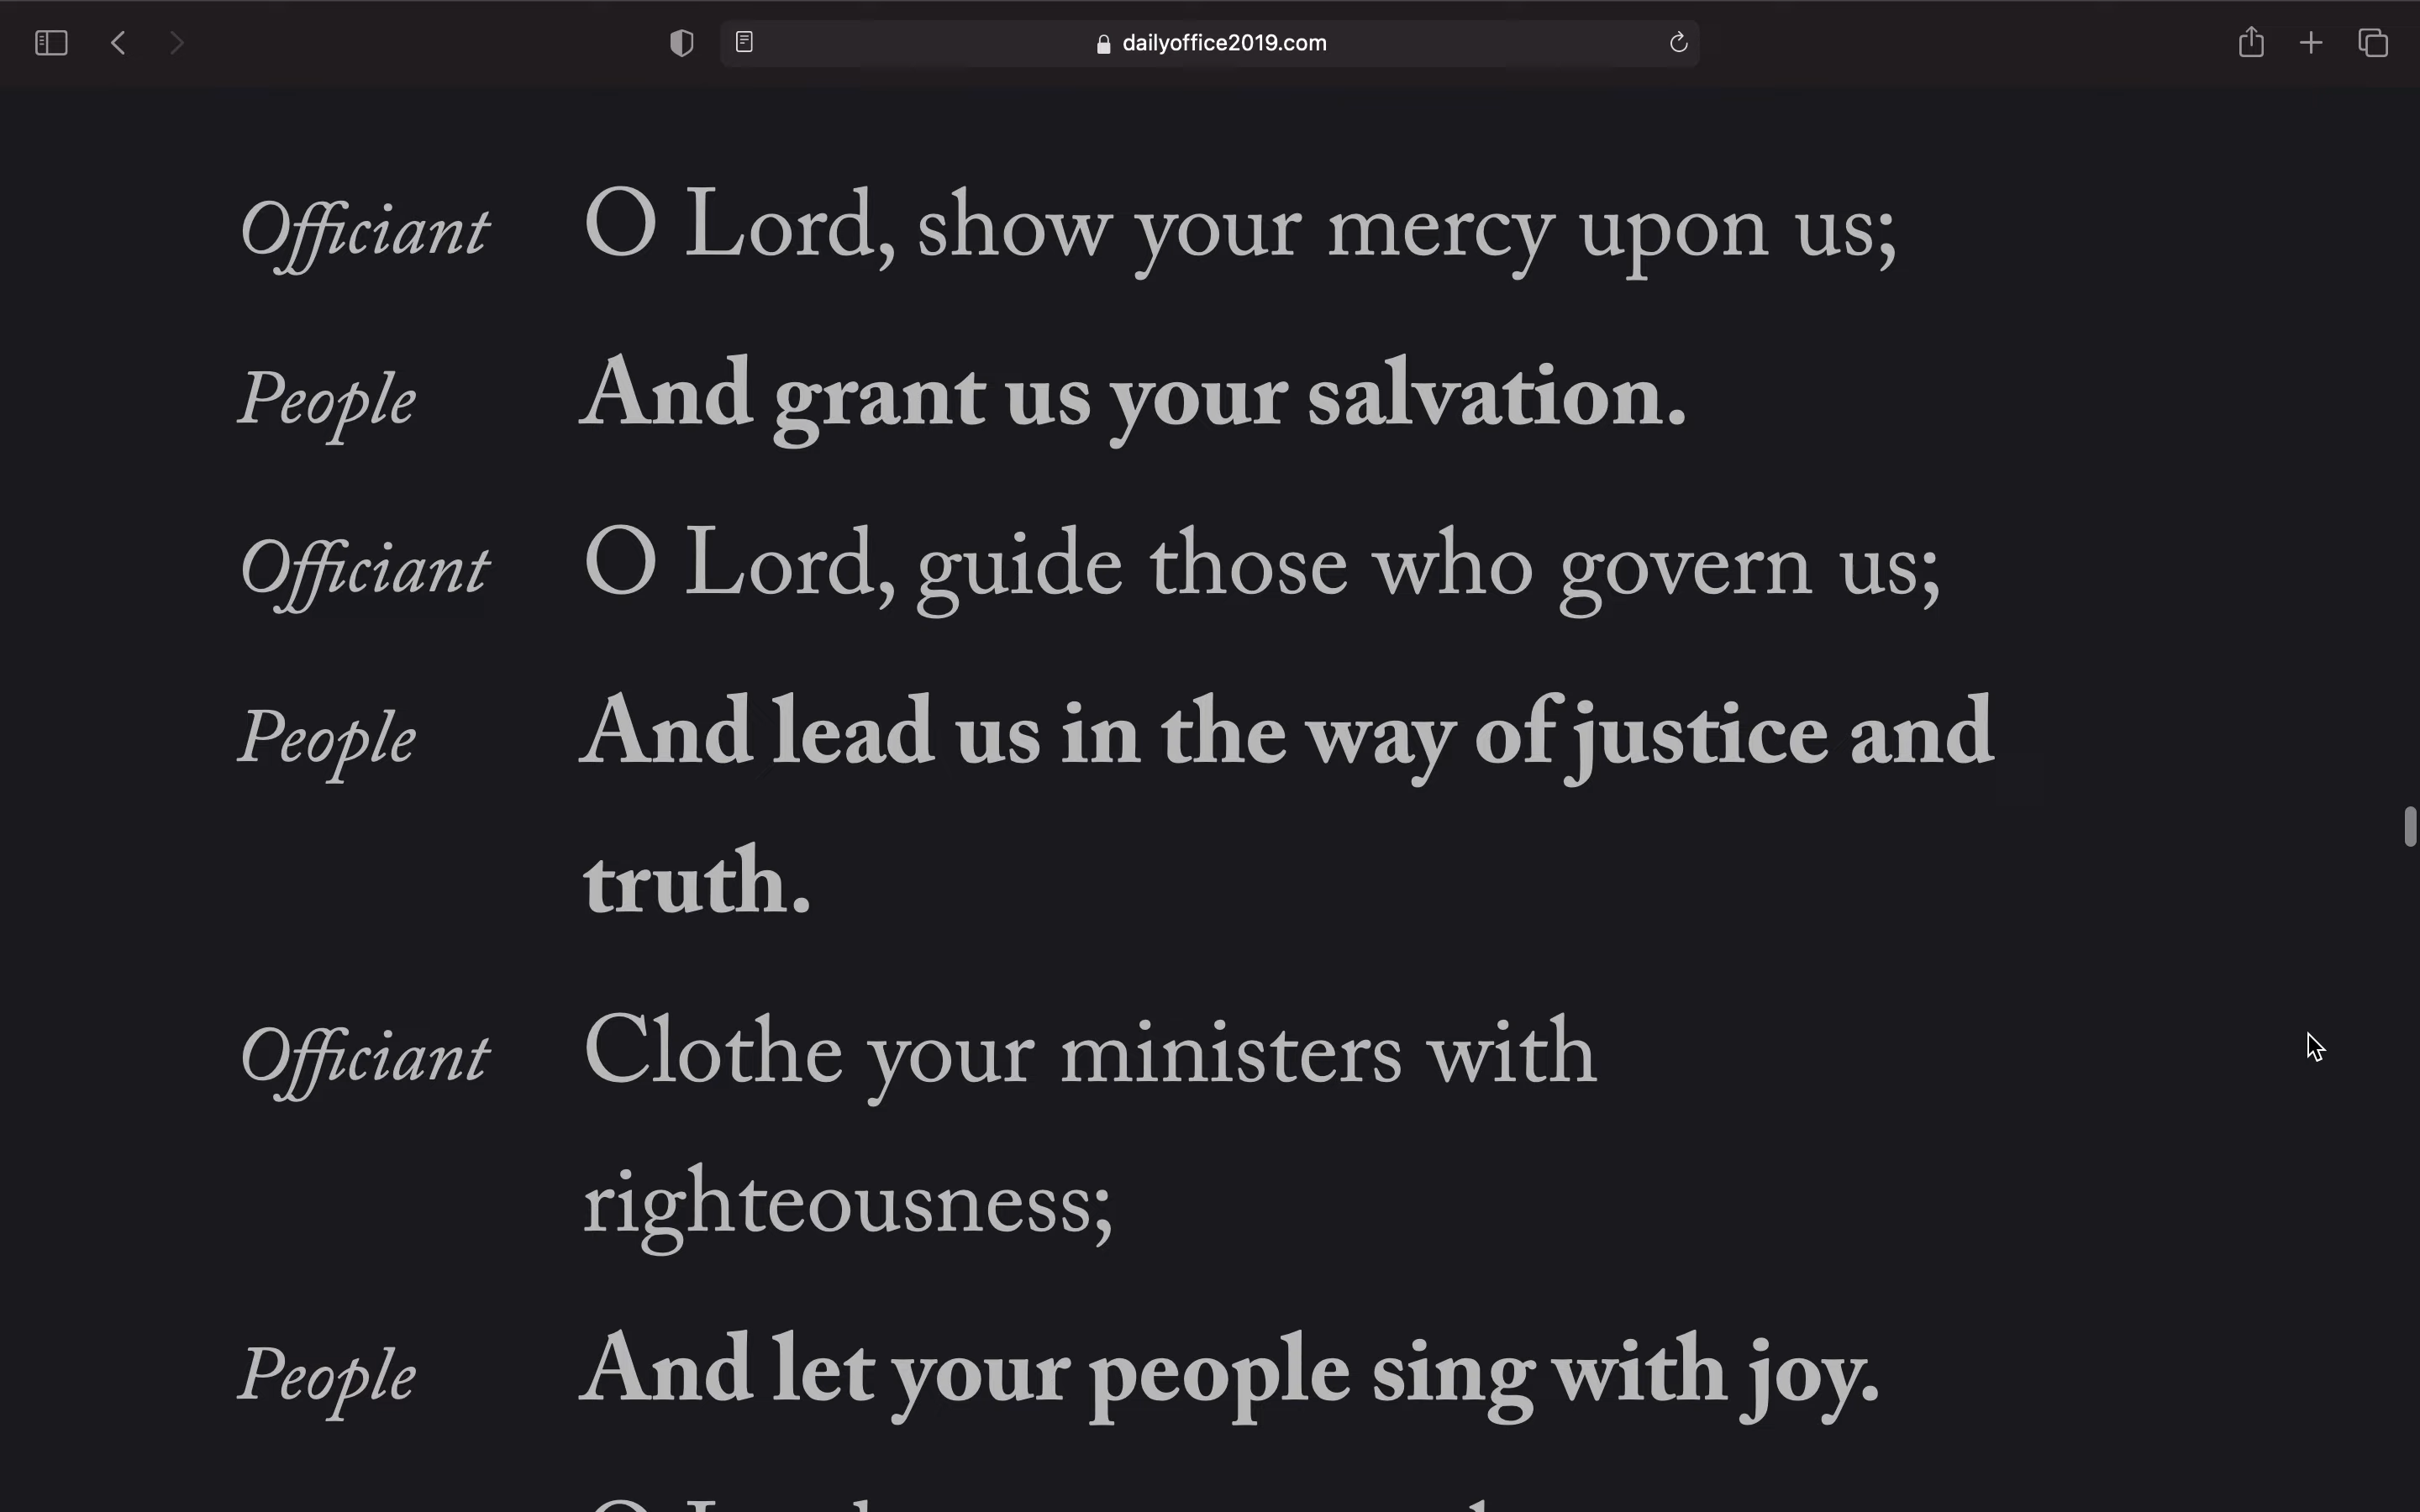 dailyoffice2019.com
Officiant O Lord, show your mercy upon us;
People And grant us your salvation.
Officiant O Lord, guide those who govern us;
People And lead us in the way of justice and
truth.
Officiant Clothe your ministers with
righteousness;
People And let your people sing with joy.